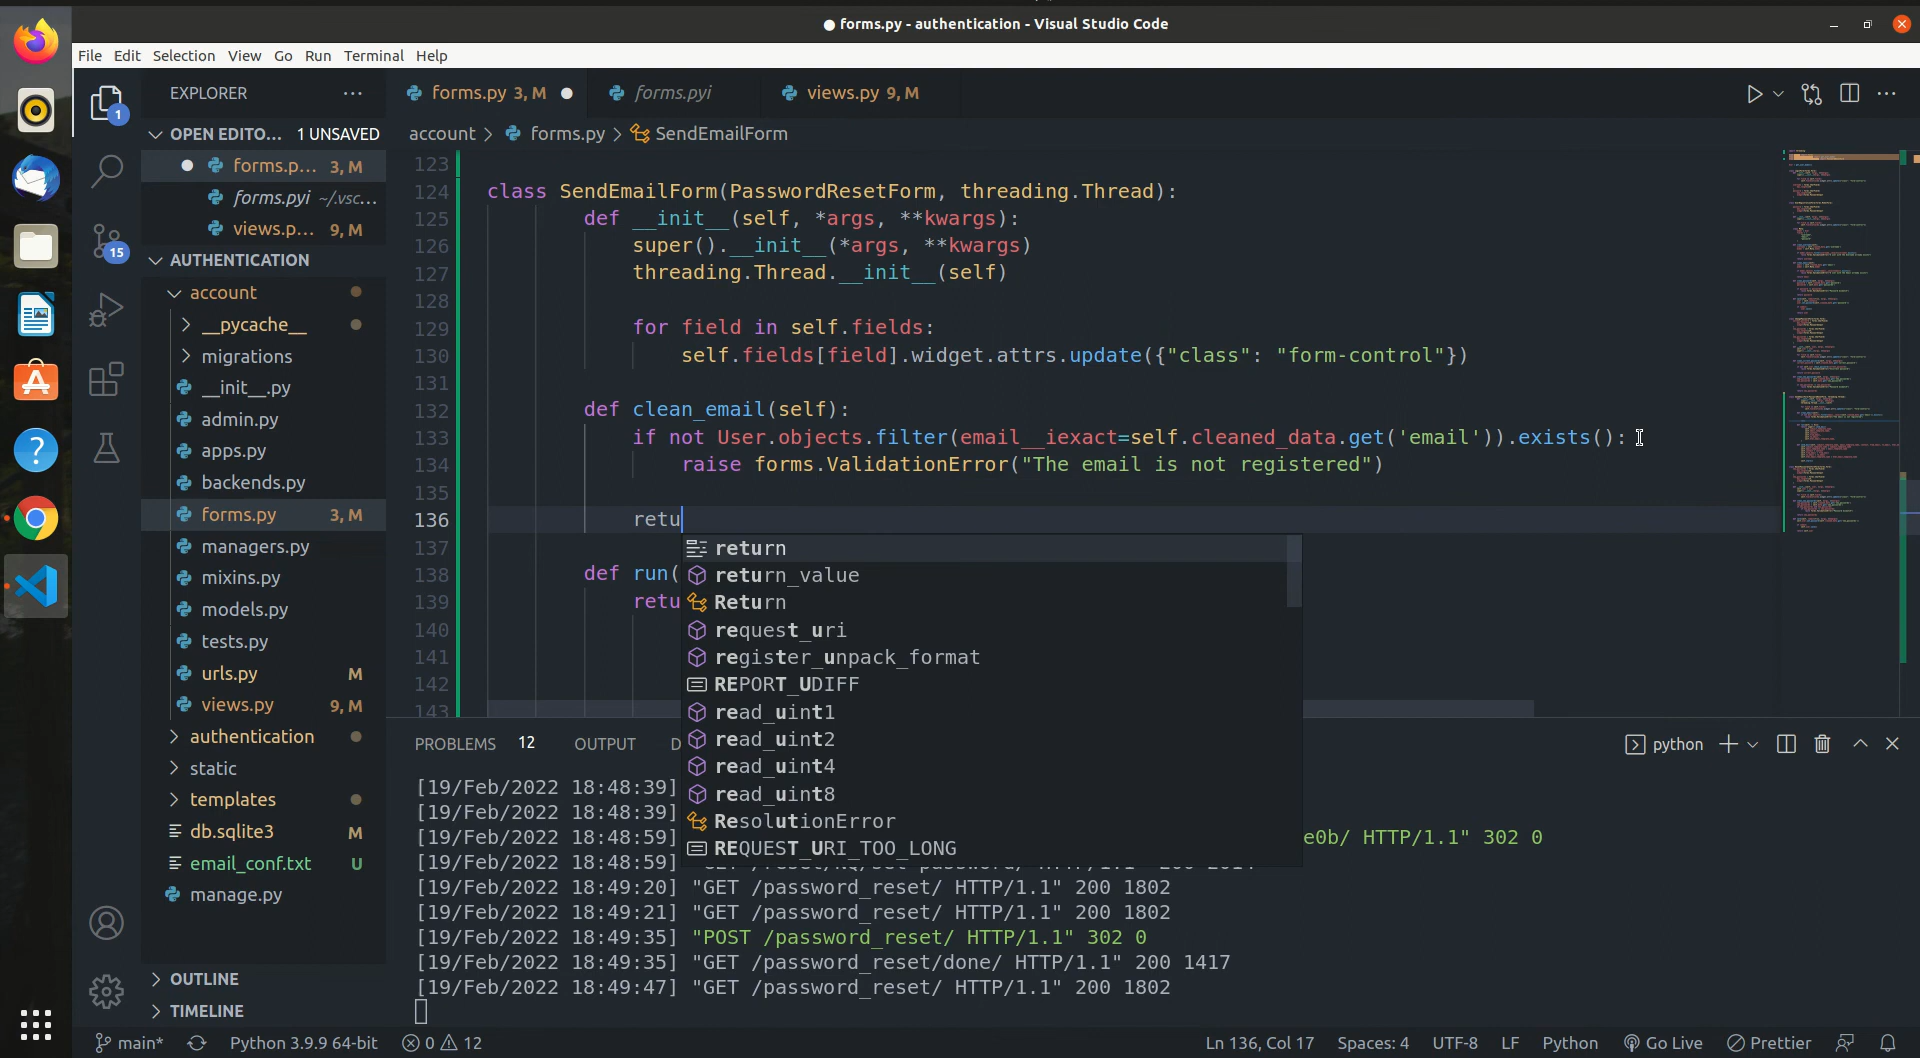 ● forms.py - authentication - Visual Studio Code
File Edit Selection View Go Run Terminal Help
1
EXPLORER ...
OPEN EDITO... 1 UNSAVED
forms.p... 3, M
forms.pyi ~/.vsc...
views.p... 9, M
15
AUTHENTICATION
account
__pycache__
migrations
__init__.py
admin.py
apps.py
backends.py
forms.py 3, M
managers.py
mixins.py
models.py
tests.py
urls.py M
views.py 9, M
authentication
static
templates
db.sqlite3 M
email_conf.txt U
manage.py
OUTLINE
TIMELINE
forms.py 3, M forms.pyi views.py 9, M
account > forms.py > SendEmailForm
123
124 class SendEmailForm(PasswordResetForm, threading.Thread):
125 def __init__(self, *args, **kwargs):
126 super().__init__(*args, **kwargs)
127 threading.Thread.__init__(self)
128
129 for field in self.fields:
130 self.fields[field].widget.attrs.update({"class": "form-control"})
131
132 def clean_email(self):
133 if not User.objects.filter(email__iexact=self.cleaned_data.get('email')).exists():
134 raise forms.ValidationError("The email is not registered")
135
136 retu
137
138 def run(
139 retu
140
141
142
143
return
return_value
Return
request_uri
register_unpack_format
REPORT_UDIFF
read_uint1
read_uint2
read_uint4
read_uint8
ResolutionError
REQUEST_URI_TOO_LONG
PROBLEMS 12 OUTPUT D
python
[19/Feb/2022 18:48:39]
[19/Feb/2022 18:48:39]
[19/Feb/2022 18:48:59] e0b/ HTTP/1.1" 302 0
[19/Feb/2022 18:48:59]
[19/Feb/2022 18:49:20] "GET /password_reset/ HTTP/1.1" 200 1802
[19/Feb/2022 18:49:21] "GET /password_reset/ HTTP/1.1" 200 1802
[19/Feb/2022 18:49:35] "POST /password_reset/ HTTP/1.1" 302 0
[19/Feb/2022 18:49:35] "GET /password_reset/done/ HTTP/1.1" 200 1417
[19/Feb/2022 18:49:47] "GET /password_reset/ HTTP/1.1" 200 1802
main* Python 3.9.9 64-bit 0 12 Ln 136, Col 17 Spaces: 4 UTF-8 LF Python Go Live Prettier